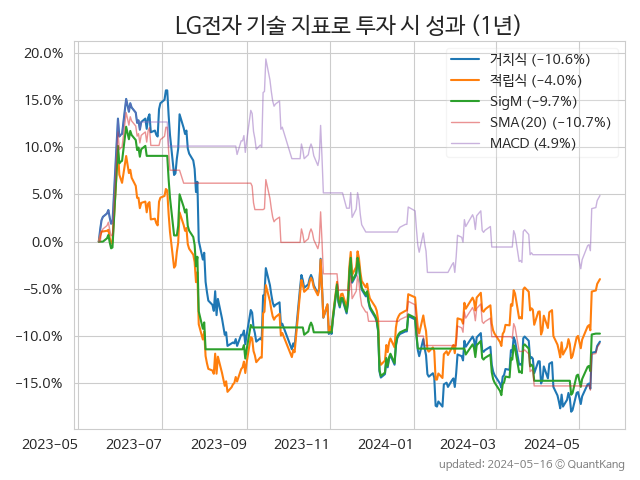 LG전자 기술 지표로 투자 시 성과 (1년)
20.0%
15.0%
10.0%
5.0%
0.0%
−5.0%
−10.0%
−15.0%
거치식 (−10.6%)
적립식 (−4.0%)
SigM (−9.7%)
SMA(20) (−10.7%)
MACD (4.9%)
2023-05 2023-07 2023-09 2023-11 2024-01 2024-03 2024-05
updated: 2024-05-16 © QuantKang